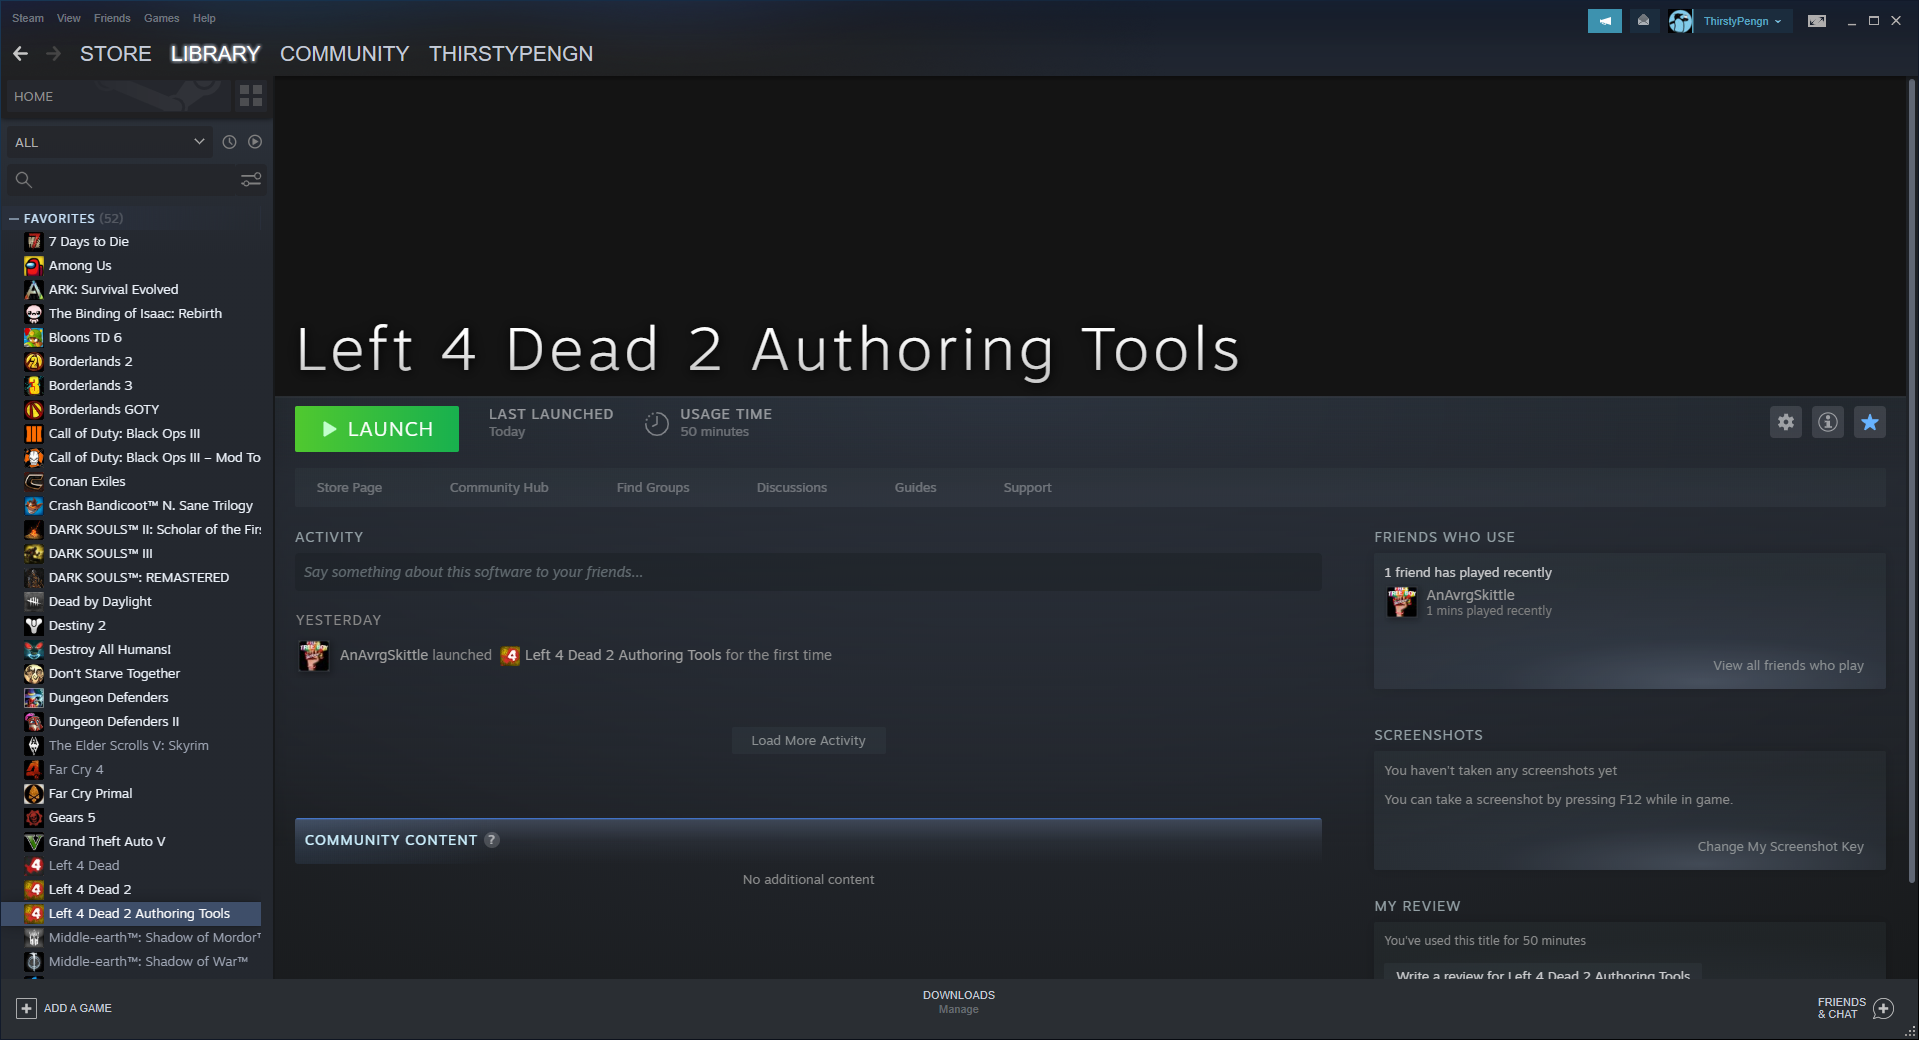 Steam View Friends Games Help
ThirstyPengn
STORE LIBRARY COMMUNITY THIRSTYPENGN
HOME
ALL
FAVORITES (52)
7 Days to Die
Among Us
ARK: Survival Evolved
The Binding of Isaac: Rebirth
Bloons TD 6
Borderlands 2
Borderlands 3
Borderlands GOTY
Call of Duty: Black Ops III
Call of Duty: Black Ops III – Mod To
Conan Exiles
Crash Bandicoot™ N. Sane Trilogy
DARK SOULS™ II: Scholar of the Firs
DARK SOULS™ III
DARK SOULS™: REMASTERED
Dead by Daylight
Destiny 2
Destroy All Humans!
Don't Starve Together
Dungeon Defenders
Dungeon Defenders II
The Elder Scrolls V: Skyrim
Far Cry 4
Far Cry Primal
Gears 5
Grand Theft Auto V
Left 4 Dead
Left 4 Dead 2
Left 4 Dead 2 Authoring Tools
Middle-earth™: Shadow of Mordor™
Middle-earth™: Shadow of War™
ADD A GAME
Left 4 Dead 2 Authoring Tools
LAUNCH
LAST LAUNCHED
Today
USAGE TIME
50 minutes
Store Page Community Hub Find Groups Discussions Guides Support
ACTIVITY
Say something about this software to your friends...
YESTERDAY
AnAvrgSkittle launched Left 4 Dead 2 Authoring Tools for the first time
Load More Activity
COMMUNITY CONTENT ?
No additional content
FRIENDS WHO USE
1 friend has played recently
AnAvrgSkittle
1 mins played recently
View all friends who play
SCREENSHOTS
You haven't taken any screenshots yet
You can take a screenshot by pressing F12 while in game.
Change My Screenshot Key
MY REVIEW
You've used this title for 50 minutes
Write a review for Left 4 Dead 2 Authoring Tools
DOWNLOADS
Manage
FRIENDS
& CHAT